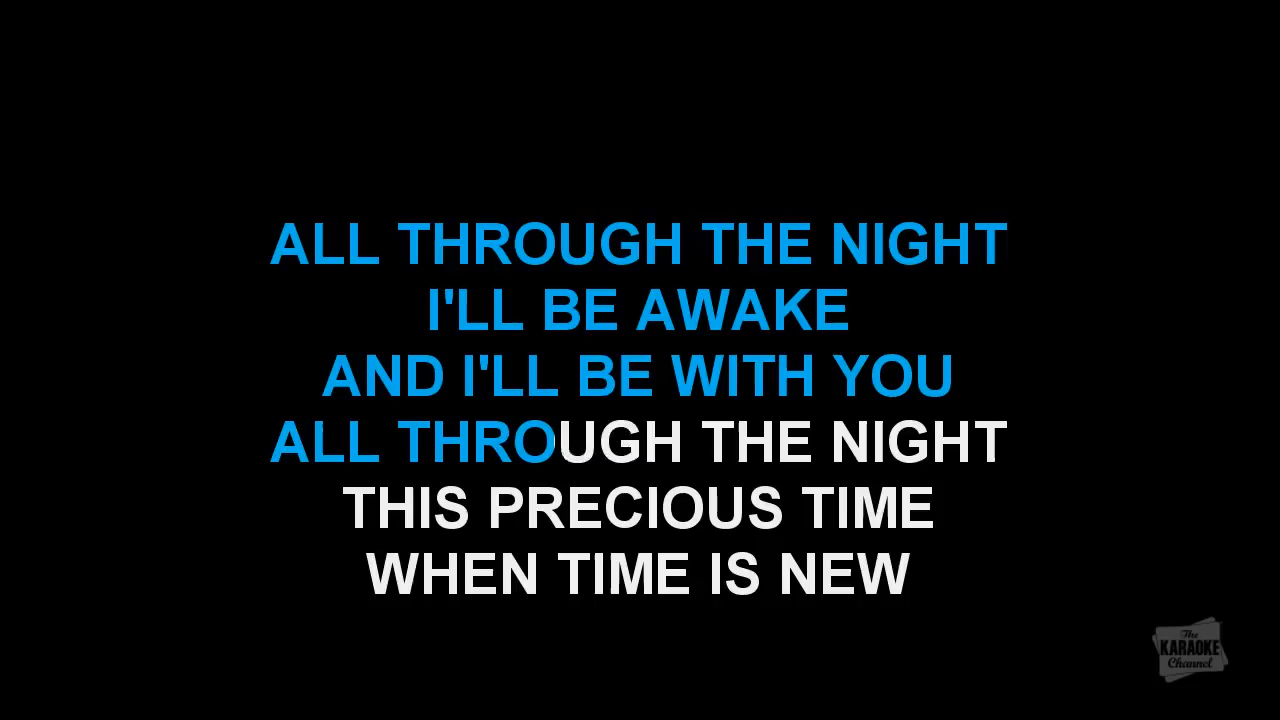 ALL THROUGH THE NIGHT
I'LL BE AWAKE
AND I'LL BE WITH YOU
ALL THROUGH THE NIGHT
THIS PRECIOUS TIME
WHEN TIME IS NEW
The
KARAOKE
Channel